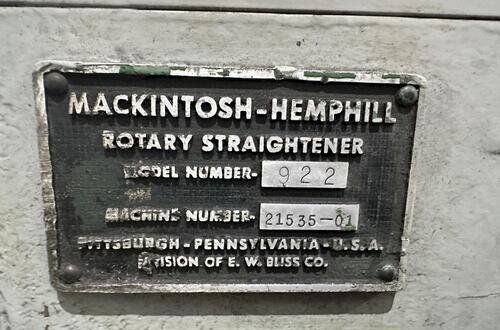 MACKINTOSH-HEMPHILL
ROTARY STRAIGHTENER
MODEL NUMBER- 922
MACHINE NUMBER- 21535-01
PITTSBURGH-PENNSYLVANIA-U.S.A.
DIVISION OF E. W. BLISS CO.